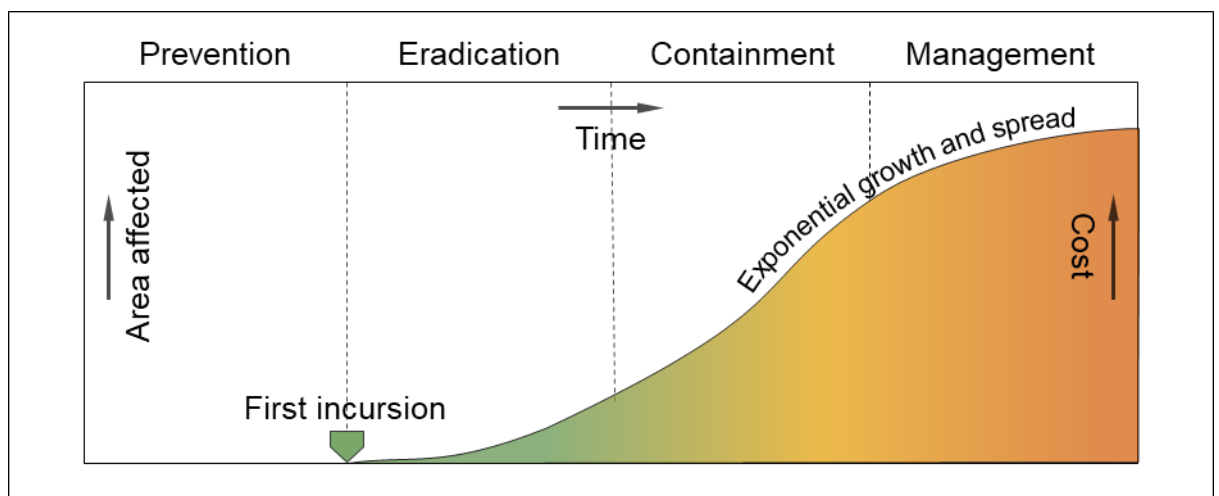 Prevention
Eradication
Containment
Management
Time
Area affected
Exponential growth and spread
Cost
First incursion